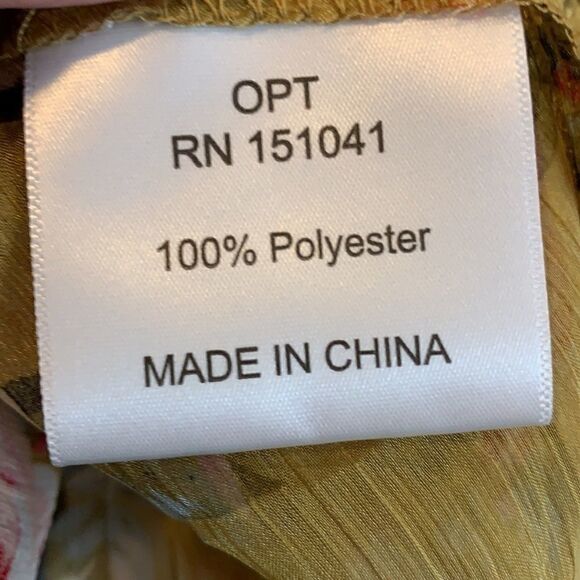 OPT
RN 151041
100% Polyester
MADE IN CHINA